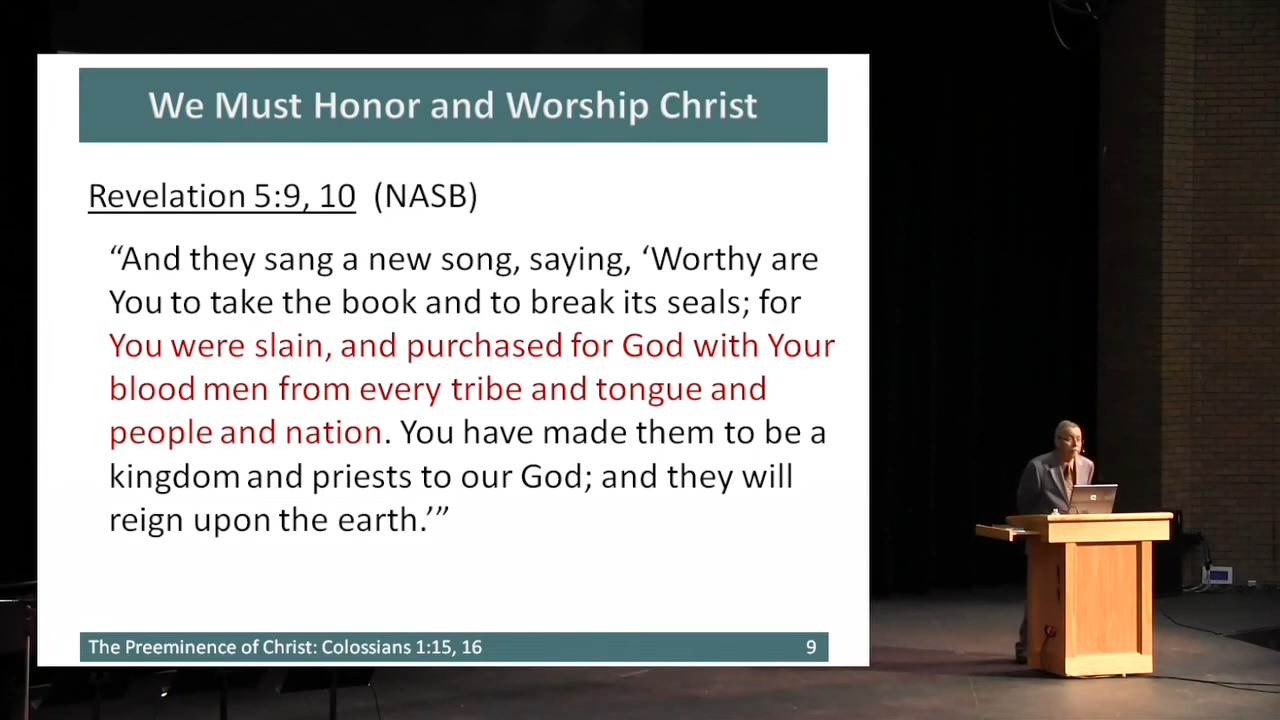 We Must Honor and Worship Christ
Revelation 5:9, 10 (NASB)
“And they sang a new song, saying, ‘Worthy are
You to take the book and to break its seals; for
You were slain, and purchased for God with Your
blood men from every tribe and tongue and
people and nation. You have made them to be a
kingdom and priests to our God; and they will
reign upon the earth.’”
The Preeminence of Christ: Colossians 1:15, 16 9